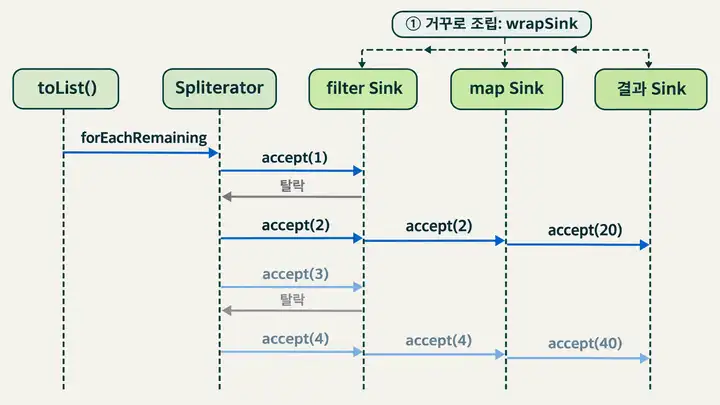 ① 거꾸로 조립: wrapSink
toList()
Spliterator
filter Sink
map Sink
결과 Sink
forEachRemaining
accept(1)
탈락
accept(2)
accept(2)
accept(20)
accept(3)
탈락
accept(4)
accept(4)
accept(40)